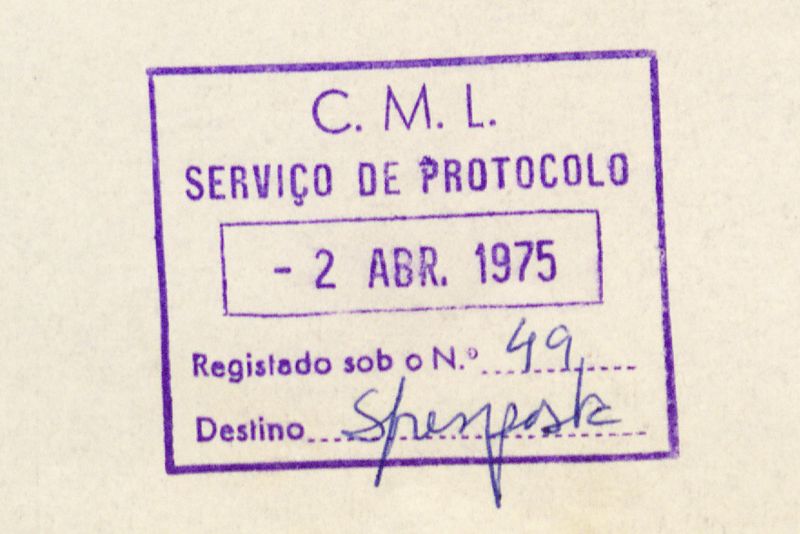 C. M. L.
SERVIÇO DE PROTOCOLO
- 2 ABR. 1975
Registado sob o N.º 49
Destino